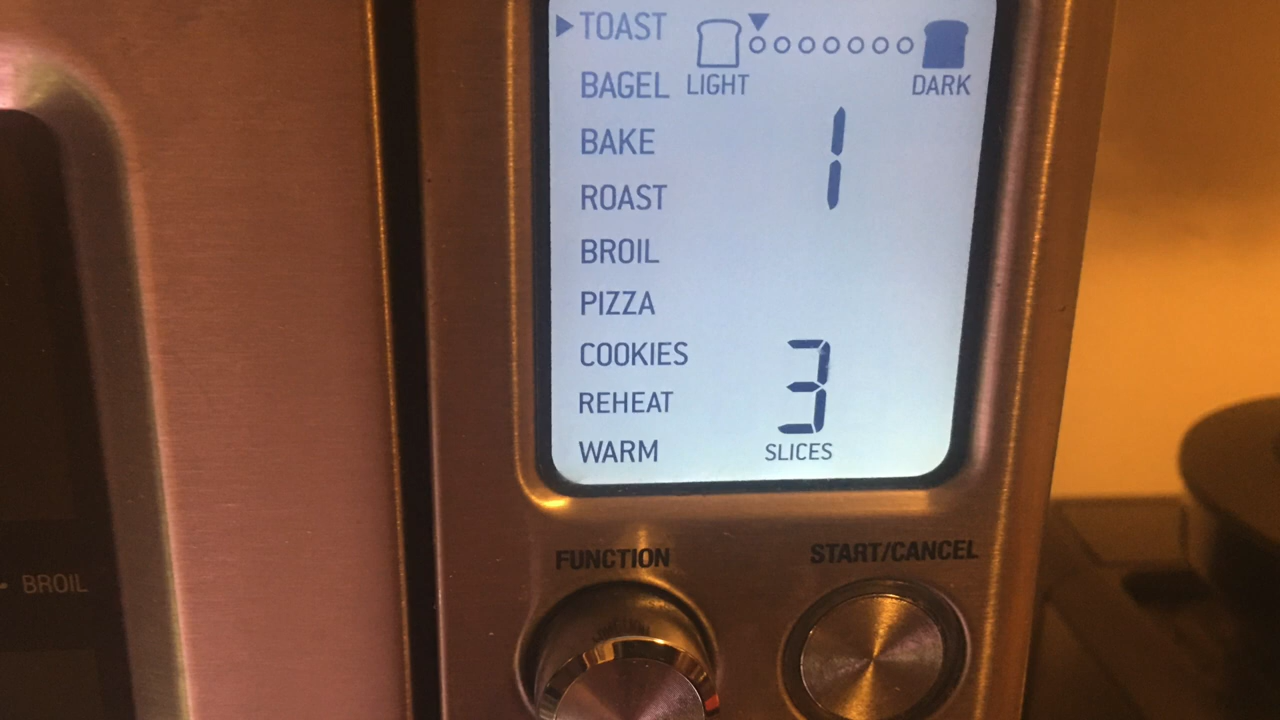 TOAST
LIGHT DARK
BAGEL
BAKE
1
ROAST
BROIL
PIZZA
COOKIES
3
REHEAT
WARM
SLICES
FUNCTION
START/CANCEL
BROIL